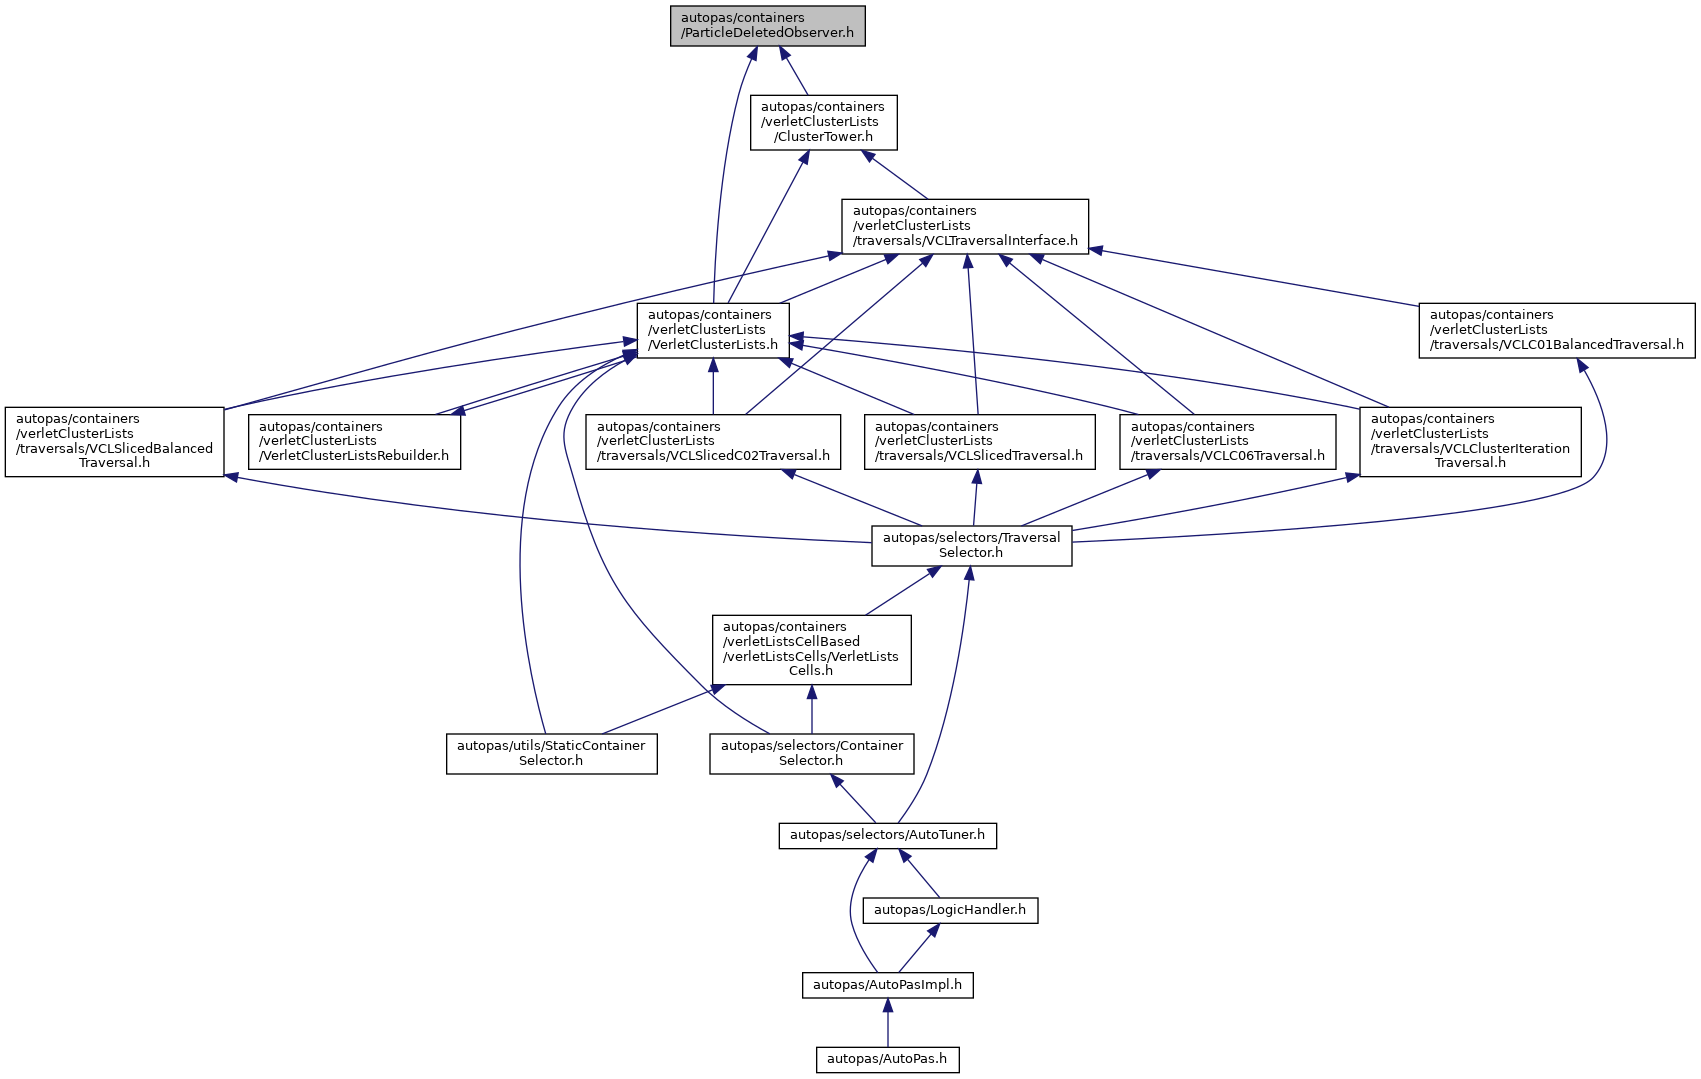 autopas/containers
/ParticleDeletedObserver.h
autopas/containers
/verletClusterLists
/ClusterTower.h
autopas/containers
/verletClusterLists
/traversals/VCLTraversalInterface.h
autopas/containers
/verletClusterLists
/VerletClusterLists.h
autopas/containers
/verletClusterLists
/traversals/VCLC01BalancedTraversal.h
autopas/containers
/verletClusterLists
/traversals/VCLSlicedBalanced
Traversal.h
autopas/containers
/verletClusterLists
/VerletClusterListsRebuilder.h
autopas/containers
/verletClusterLists
/traversals/VCLSlicedC02Traversal.h
autopas/containers
/verletClusterLists
/traversals/VCLSlicedTraversal.h
autopas/containers
/verletClusterLists
/traversals/VCLC06Traversal.h
autopas/containers
/verletClusterLists
/traversals/VCLClusterIteration
Traversal.h
autopas/selectors/Traversal
Selector.h
autopas/containers
/verletListsCellBased
/verletListsCells/VerletLists
Cells.h
autopas/utils/StaticContainer
Selector.h
autopas/selectors/Container
Selector.h
autopas/selectors/AutoTuner.h
autopas/LogicHandler.h
autopas/AutoPasImpl.h
autopas/AutoPas.h